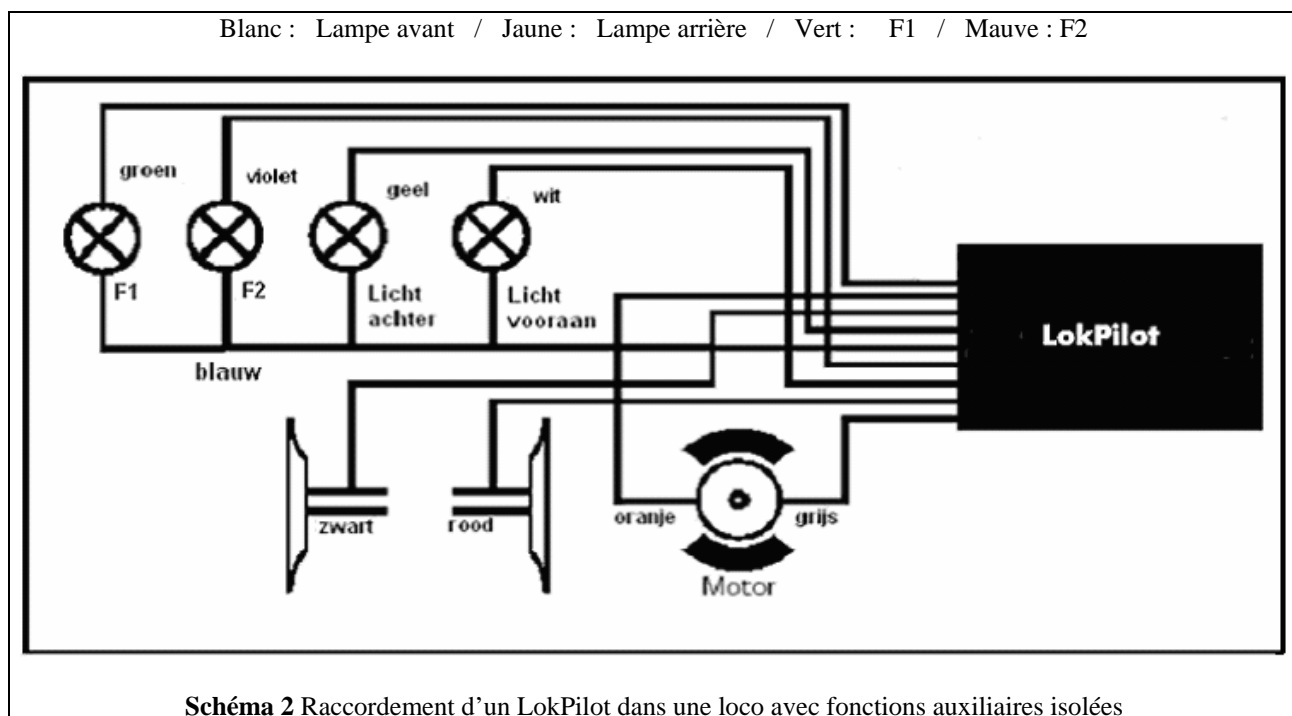 Blanc : Lampe avant / Jaune : Lampe arrière / Vert : F1 / Mauve : F2
groen
violet
geel
wit
F1
F2
Licht
achter
Licht
vooraan
LokPilot
blauw
zwart
rood
oranje
grijs
Motor
Schéma 2 Raccordement d'un LokPilot dans une loco avec fonctions auxiliaires isolées